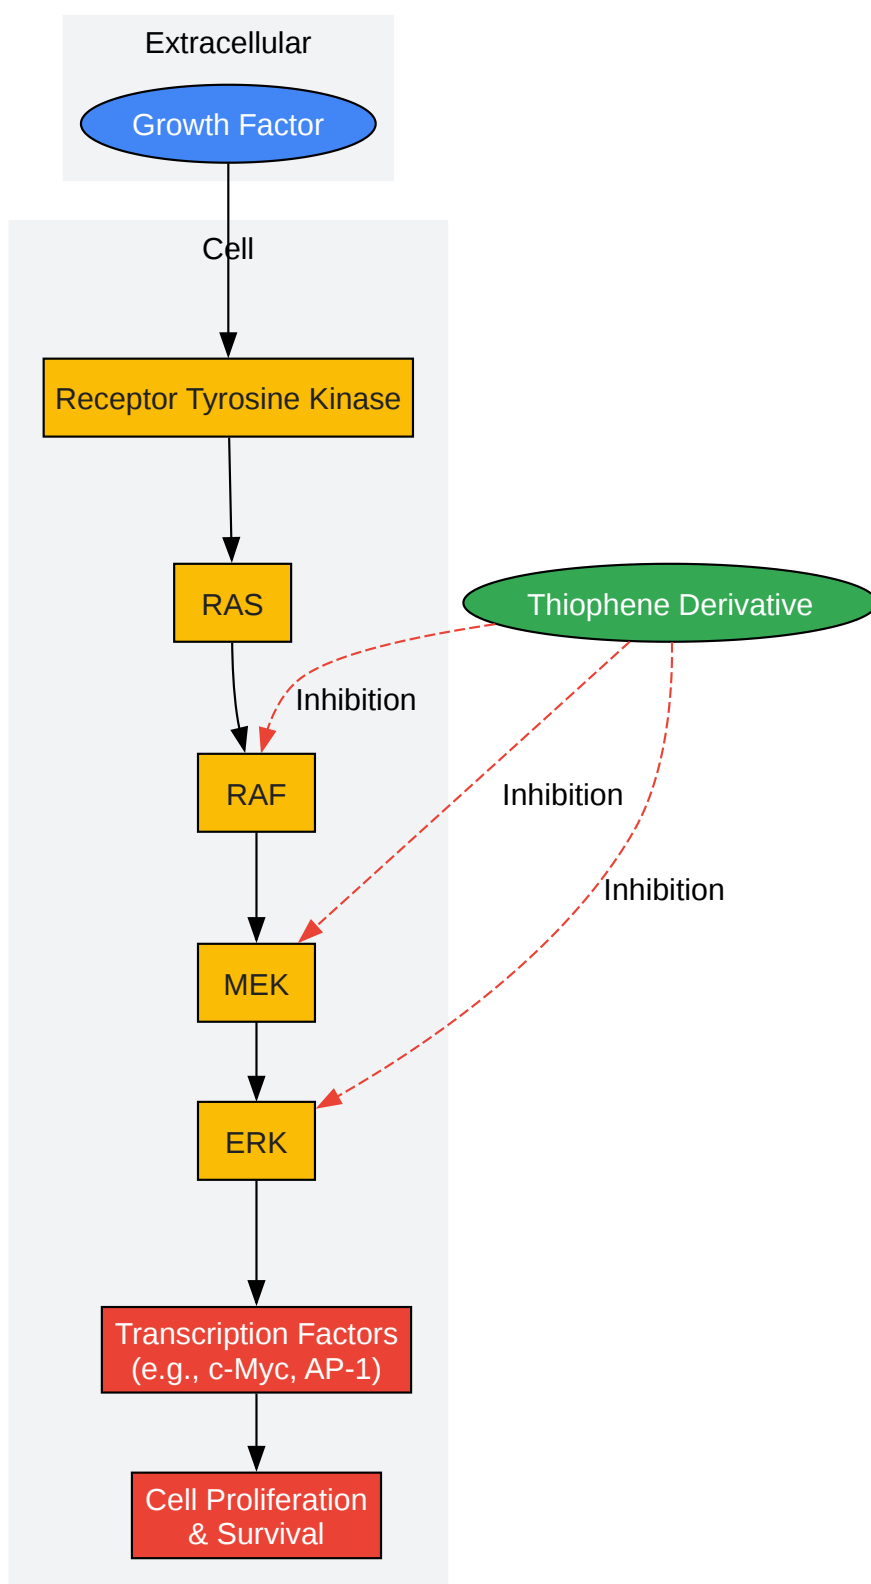 Extracellular
Growth Factor
Cell
Receptor Tyrosine Kinase
RAS
Thiophene Derivative
Inhibition
RAF
Inhibition
Inhibition
MEK
ERK
Transcription Factors
(e.g., c-Myc, AP-1)
Cell Proliferation
& Survival